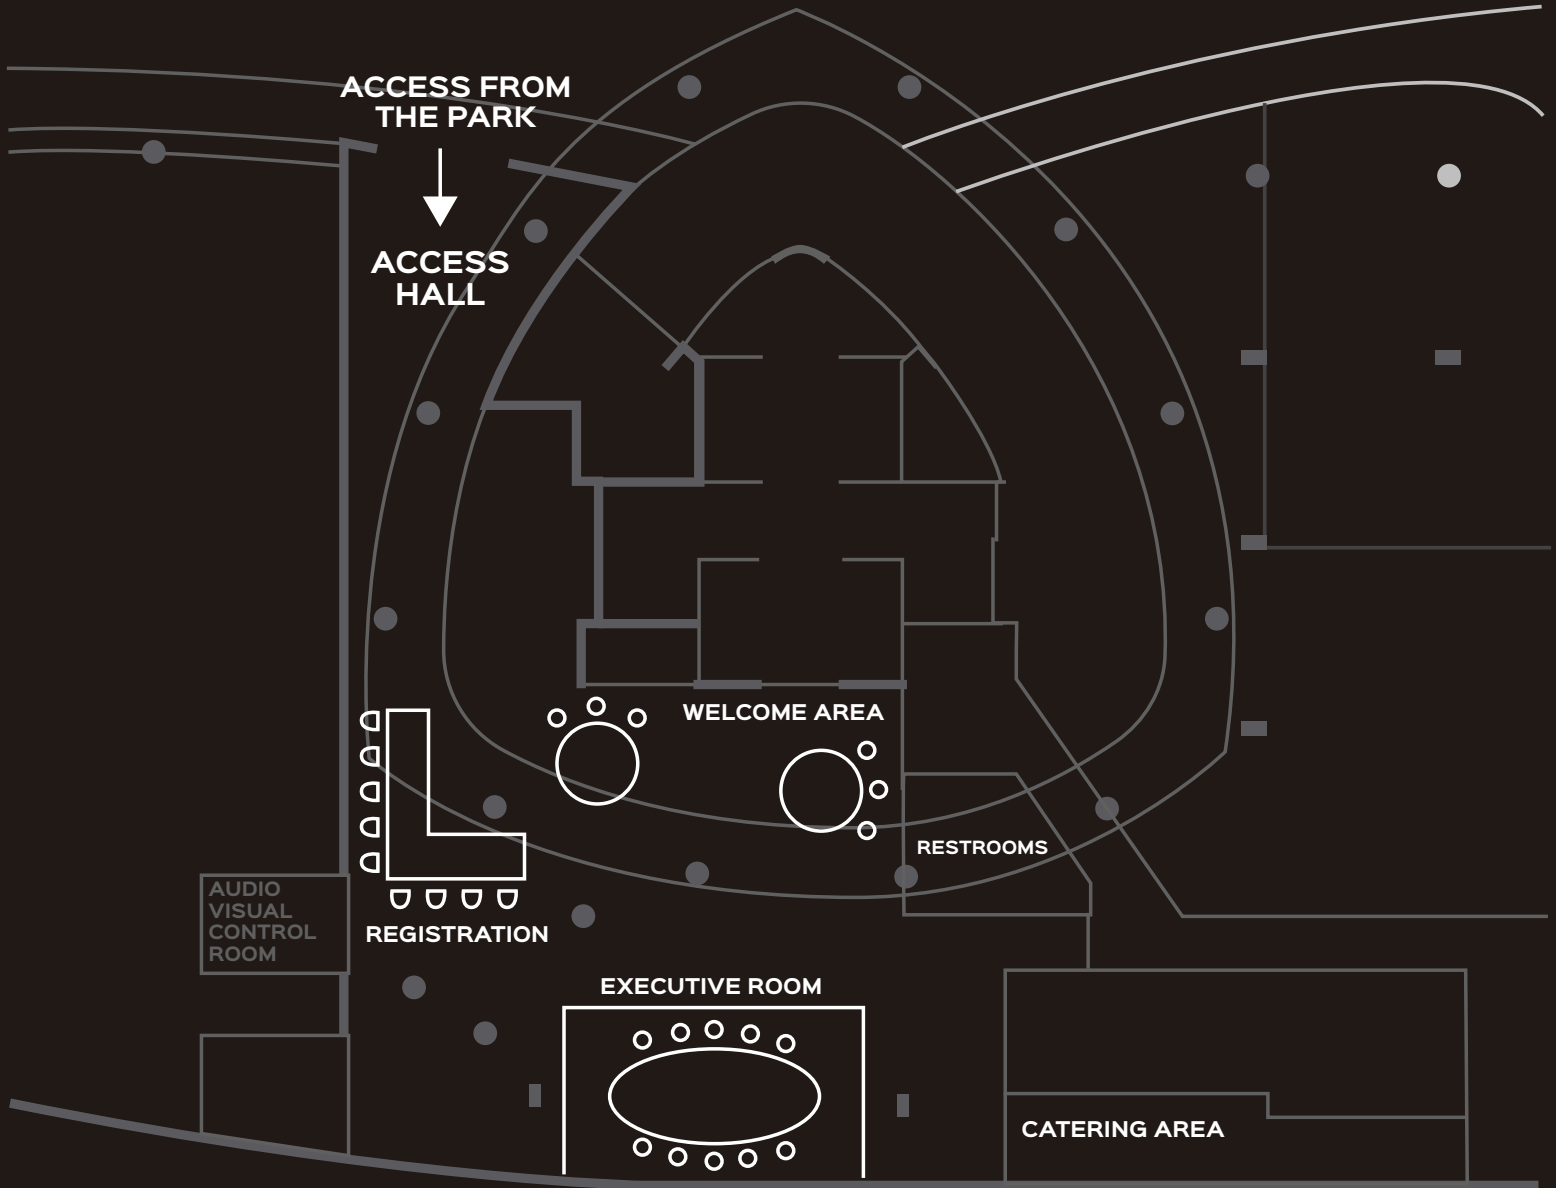 ACCESS FROM
THE PARK
ACCESS
HALL
WELCOME AREA
RESTROOMS
AUDIO
VISUAL
CONTROL
ROOM
REGISTRATION
EXECUTIVE ROOM
CATERING AREA